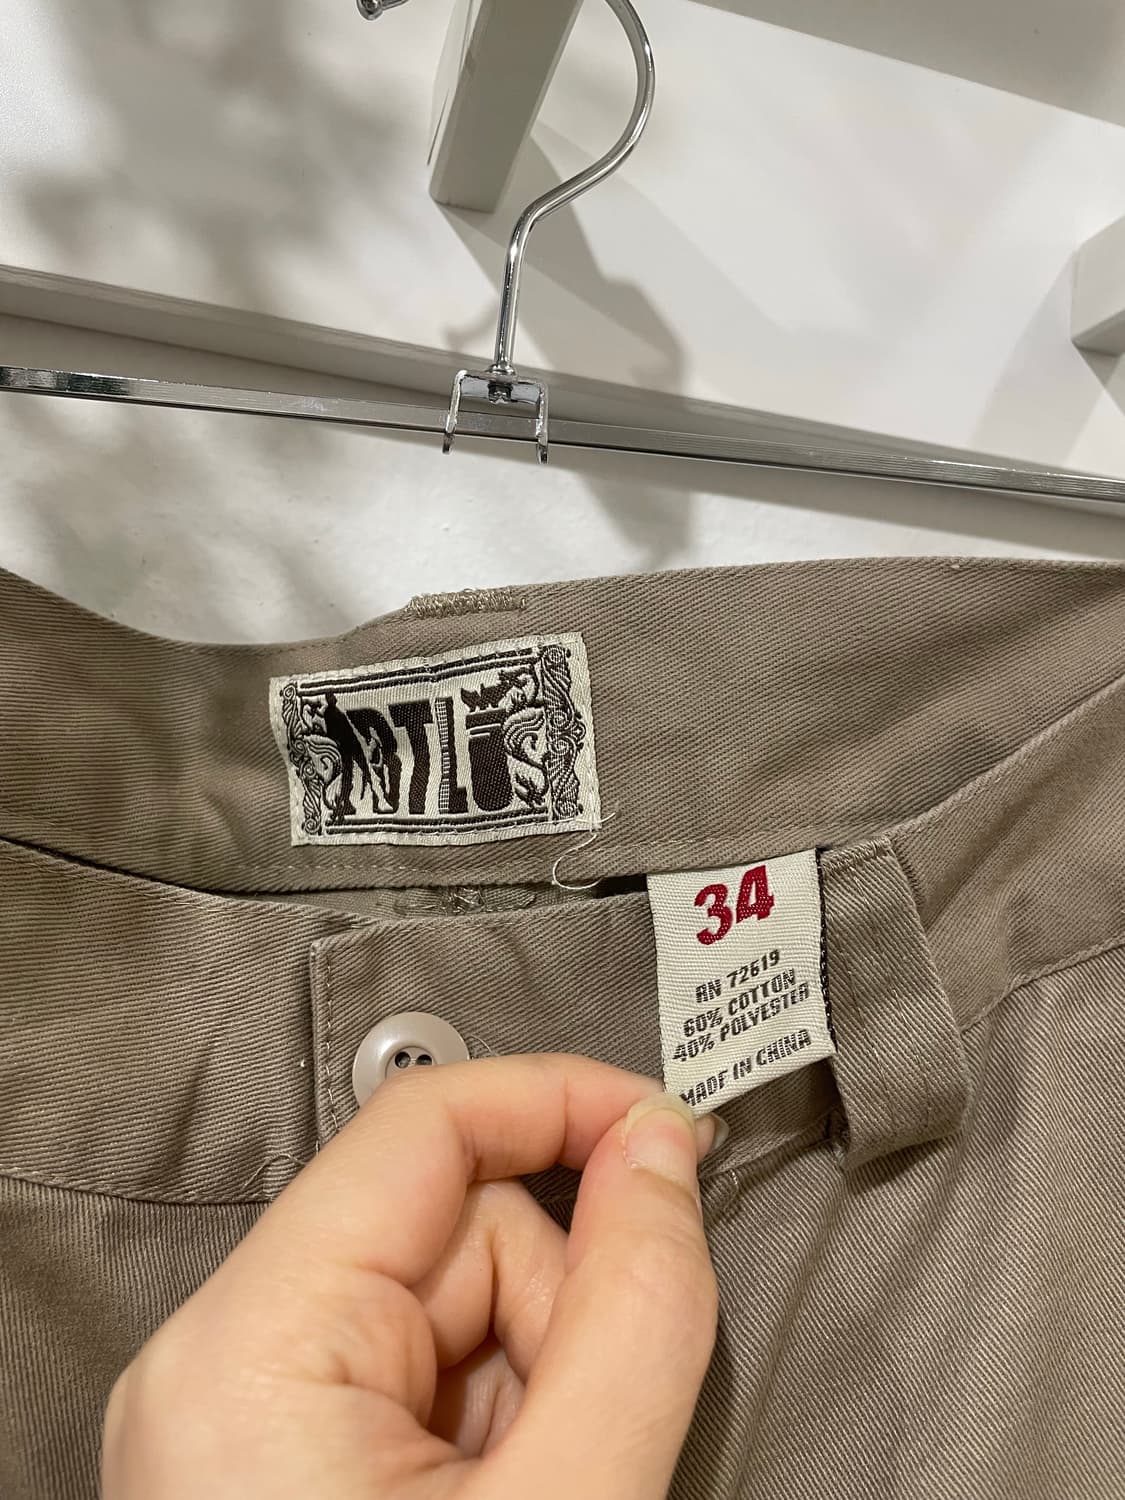 34
RN 72619
60% COTTON
40% POLYESTER
MADE IN CHINA